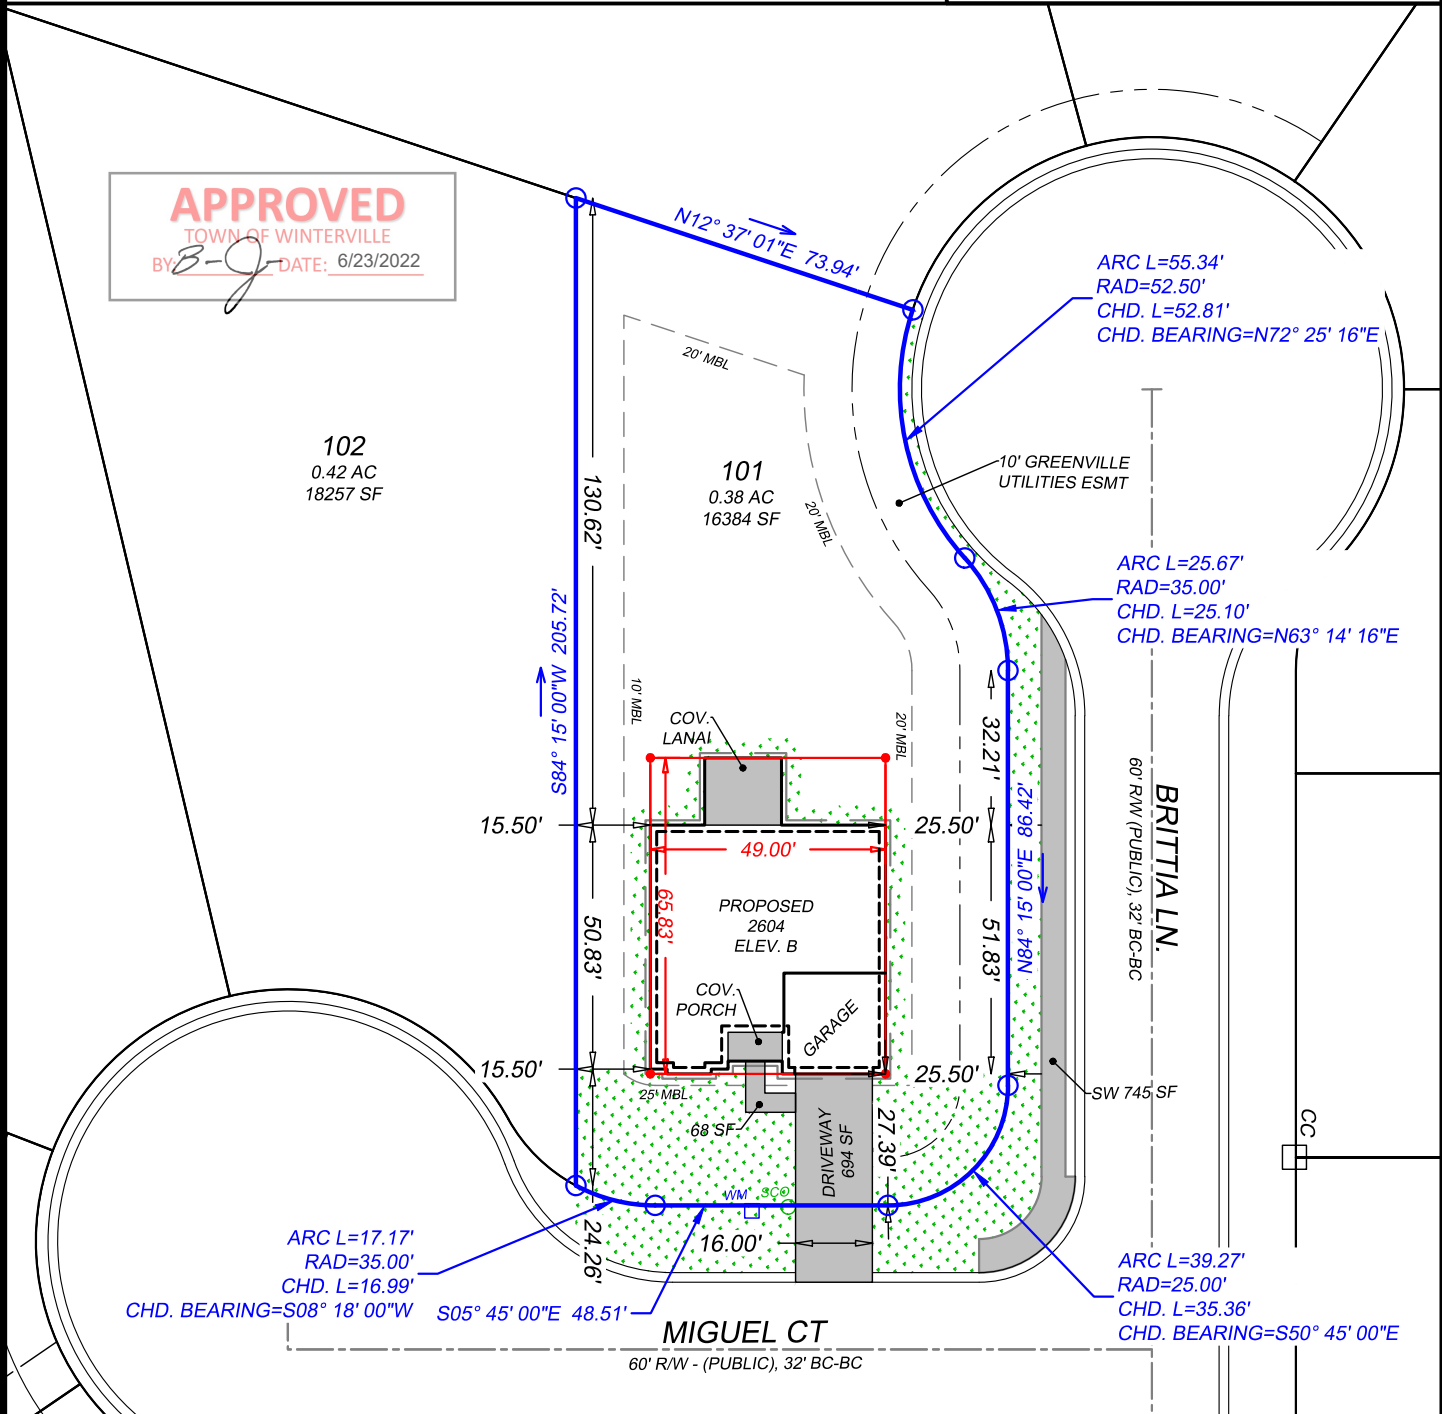 APPROVED
TOWN OF WINTERVILLE
BY: DATE: 6/23/2022
N12° 37' 01"E 73.94'
ARC L=55.34'
RAD=52.50'
CHD. L=52.81'
CHD. BEARING=N72° 25' 16"E
20' MBL
102
0.42 AC
18257 SF
101
0.38 AC
16384 SF
130.62'
20' MBL
10' GREENVILLE
UTILITIES ESMT
ARC L=25.67'
RAD=35.00'
CHD. L=25.10'
CHD. BEARING=N63° 14' 16"E
S84° 15' 00"W 205.72'
10' MBL
COV.
LANAI
20' MBL
32.21'
15.50'
25.50'
49.00'
65.83'
PROPOSED
2604
ELEV. B
50.83'
51.83'
N84° 15' 00"E 86.42'
BRITTIA LN.
60' R/W (PUBLIC), 32' BC-BC
COV.
PORCH
GARAGE
15.50'
25.50'
25' MBL
SW 745 SF
68 SF
DRIVEWAY
694 SF
27.39'
CC
WM
SCO
24.26'
16.00'
ARC L=17.17'
RAD=35.00'
CHD. L=16.99'
CHD. BEARING=S08° 18' 00"W
S05° 45' 00"E 48.51'
ARC L=39.27'
RAD=25.00'
CHD. L=35.36'
CHD. BEARING=S50° 45' 00"E
MIGUEL CT
60' R/W - (PUBLIC), 32' BC-BC